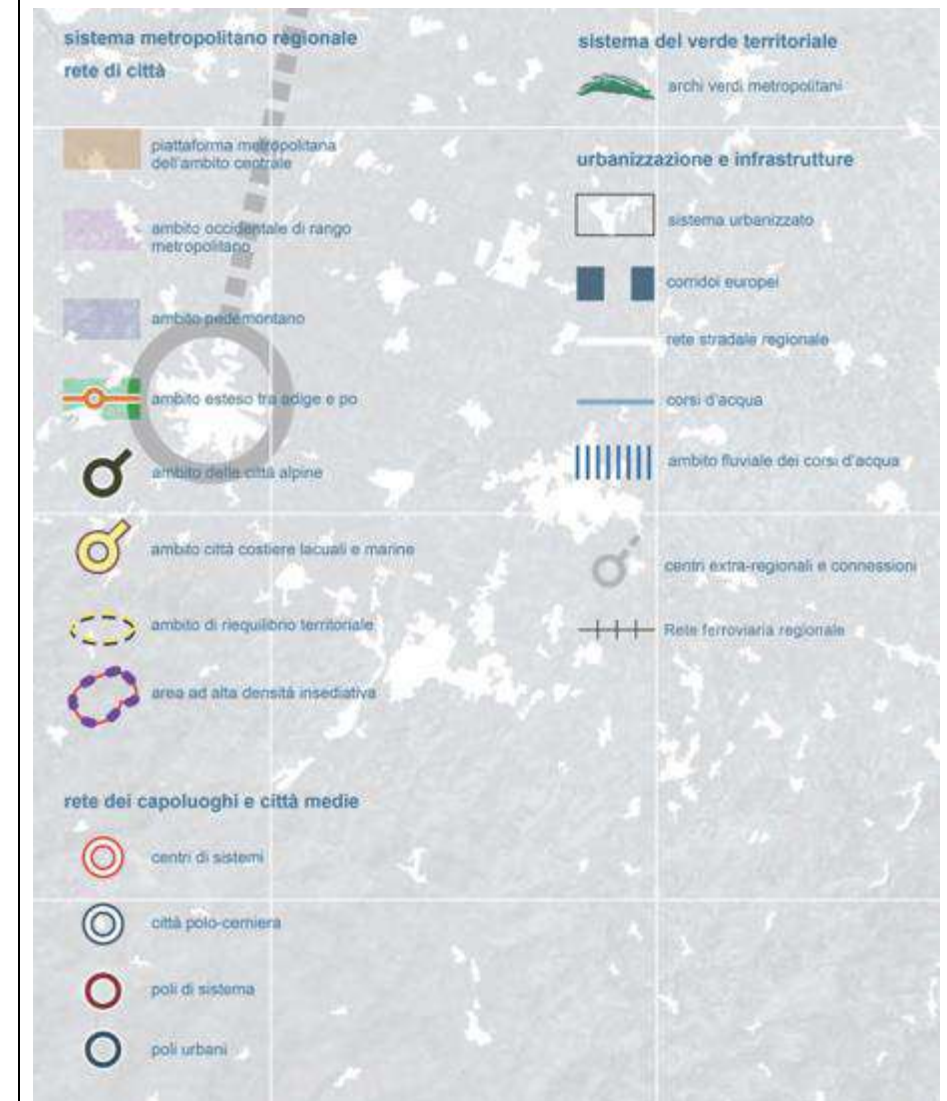 sistema metropolitano regionale
rete di città
piattaforma metropolitana
dell'ambito centrale
ambito occidentale di rango
metropolitano
ambito pedemontano
ambito esteso tra adige e po
ambito delle città alpine
ambito città costiere lacuali e marine
ambito di riequilibrio territoriale
area ad alta densità insediativa
rete dei capoluoghi e città medie
centri di sistemi
città polo-cerniera
poli di sistema
poli urbani
sistema del verde territoriale
archi verdi metropolitani
urbanizzazione e infrastrutture
sistema urbanizzato
corridoi europei
rete stradale regionale
corsi d'acqua
ambito fluviale dei corsi d'acqua
centri extra-regionali e connessioni
Rete ferroviaria regionale